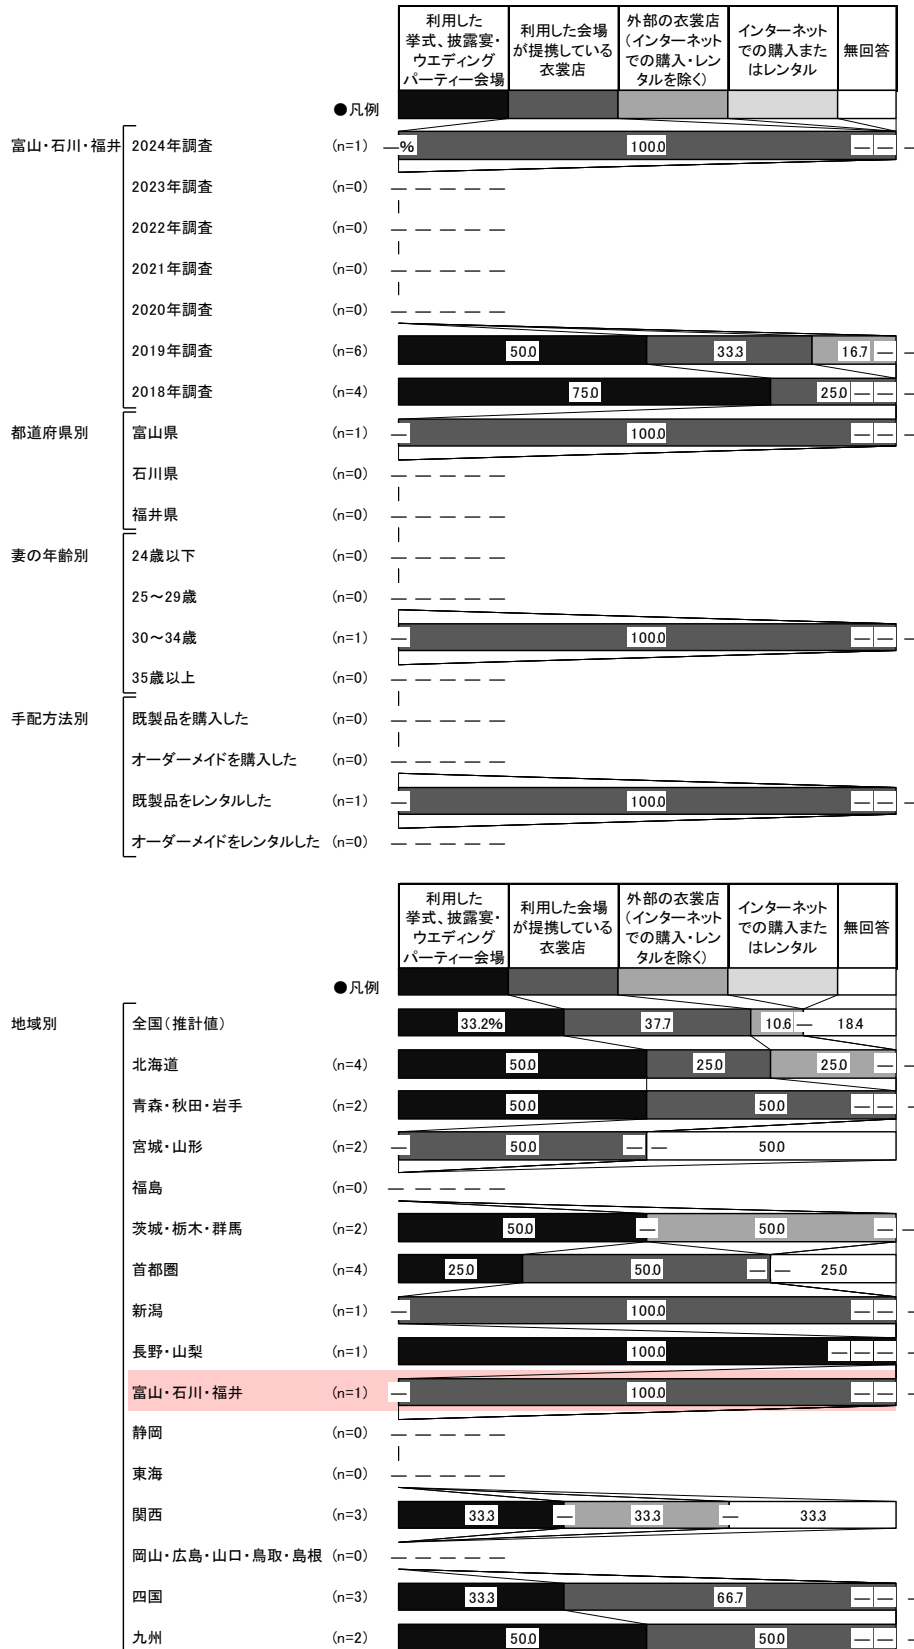 利用した
挙式、披露宴・
ウエディング
パーティー会場
利用した会場
が提携している
衣裳店
外部の衣裳店
（インターネット
での購入・レン
タルを除く）
インターネット
での購入また
はレンタル
無回答
●凡例
富山・石川・福井 2024年調査 (n=1) —% 100.0 — — —
2023年調査 (n=0) — — — — —
2022年調査 (n=0) — — — — —
2021年調査 (n=0) — — — — —
2020年調査 (n=0) — — — — —
2019年調査 (n=6) 50.0 33.3 16.7 — —
2018年調査 (n=4) 75.0 25.0 — — —
都道府県別 富山県 (n=1) — 100.0 — — —
石川県 (n=0) — — — — —
福井県 (n=0) — — — — —
妻の年齢別 24歳以下 (n=0) — — — — —
25～29歳 (n=0) — — — — —
30～34歳 (n=1) — 100.0 — — —
35歳以上 (n=0) — — — — —
手配方法別 既製品を購入した (n=0) — — — — —
オーダーメイドを購入した (n=0) — — — — —
既製品をレンタルした (n=1) — 100.0 — — —
オーダーメイドをレンタルした (n=0) — — — — —
利用した
挙式、披露宴・
ウエディング
パーティー会場
利用した会場
が提携している
衣裳店
外部の衣裳店
（インターネット
での購入・レン
タルを除く）
インターネット
での購入また
はレンタル
無回答
●凡例
地域別 全国（推計値） 33.2% 37.7 10.6 — 18.4
北海道 (n=4) 50.0 25.0 25.0 — —
青森・秋田・岩手 (n=2) 50.0 50.0 — — —
宮城・山形 (n=2) — 50.0 — — 50.0
福島 (n=0) — — — — —
茨城・栃木・群馬 (n=2) 50.0 — 50.0 — —
首都圏 (n=4) 25.0 50.0 — — 25.0
新潟 (n=1) — 100.0 — — —
長野・山梨 (n=1) 100.0 — — — —
富山・石川・福井 (n=1) — 100.0 — — —
静岡 (n=0) — — — — —
東海 (n=0) — — — — —
関西 (n=3) 33.3 — 33.3 — 33.3
岡山・広島・山口・鳥取・島根 (n=0) — — — — —
四国 (n=3) 33.3 66.7 — — —
九州 (n=2) 50.0 50.0 — — —